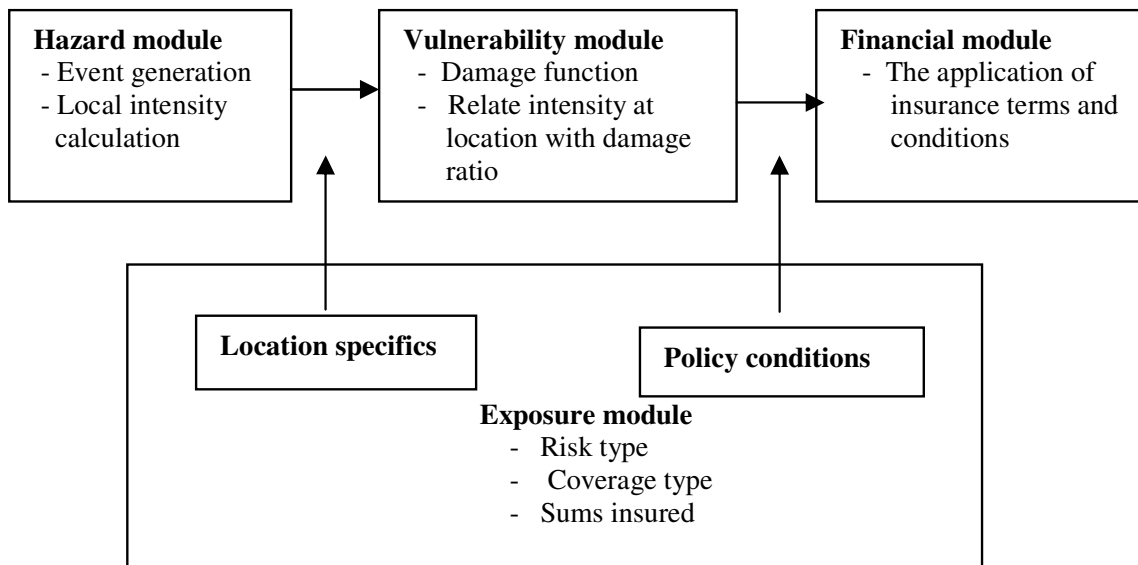 Hazard module
- Event generation
- Local intensity
calculation
Vulnerability module
- Damage function
- Relate intensity at
location with damage
ratio
Financial module
- The application of
insurance terms and
conditions
Location specifics
Policy conditions
Exposure module
- Risk type
- Coverage type
- Sums insured